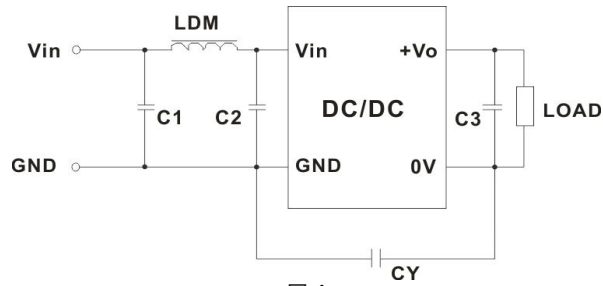 LDM
Vin
Vin
+Vo
C1
C2
DC/DC
C3
LOAD
GND
GND
0V
CY